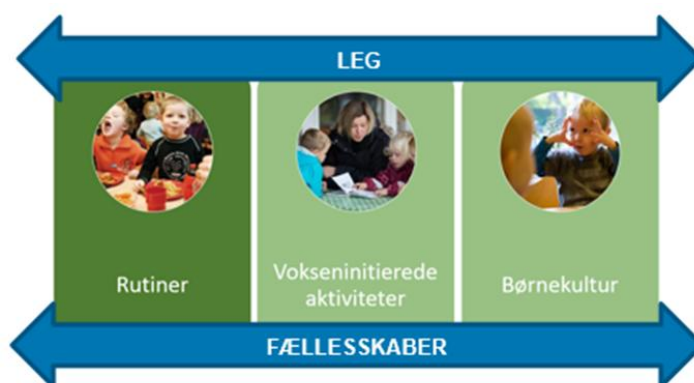 LEG
Rutiner
Vokseninitierede
aktiviteter
Børnekultur
FÆLLESSKABER